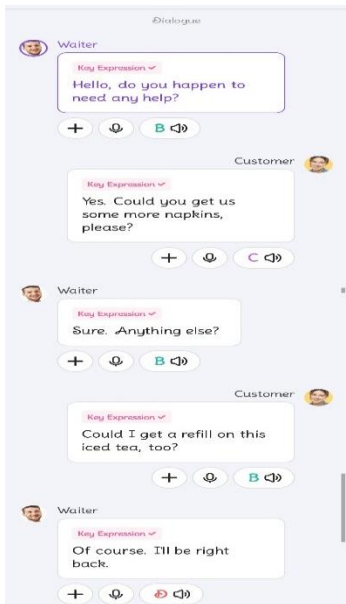 Dialogue
Waiter
Key Expression ✓
Hello, do you happen to
need any help?
B
Customer
Key Expression ✓
Yes. Could you get us
some more napkins,
please?
C
Waiter
Key Expression ✓
Sure. Anything else?
B
Customer
Key Expression ✓
Could I get a refill on this
iced tea, too?
B
Waiter
Key Expression ✓
Of course. I'll be right
back.
D